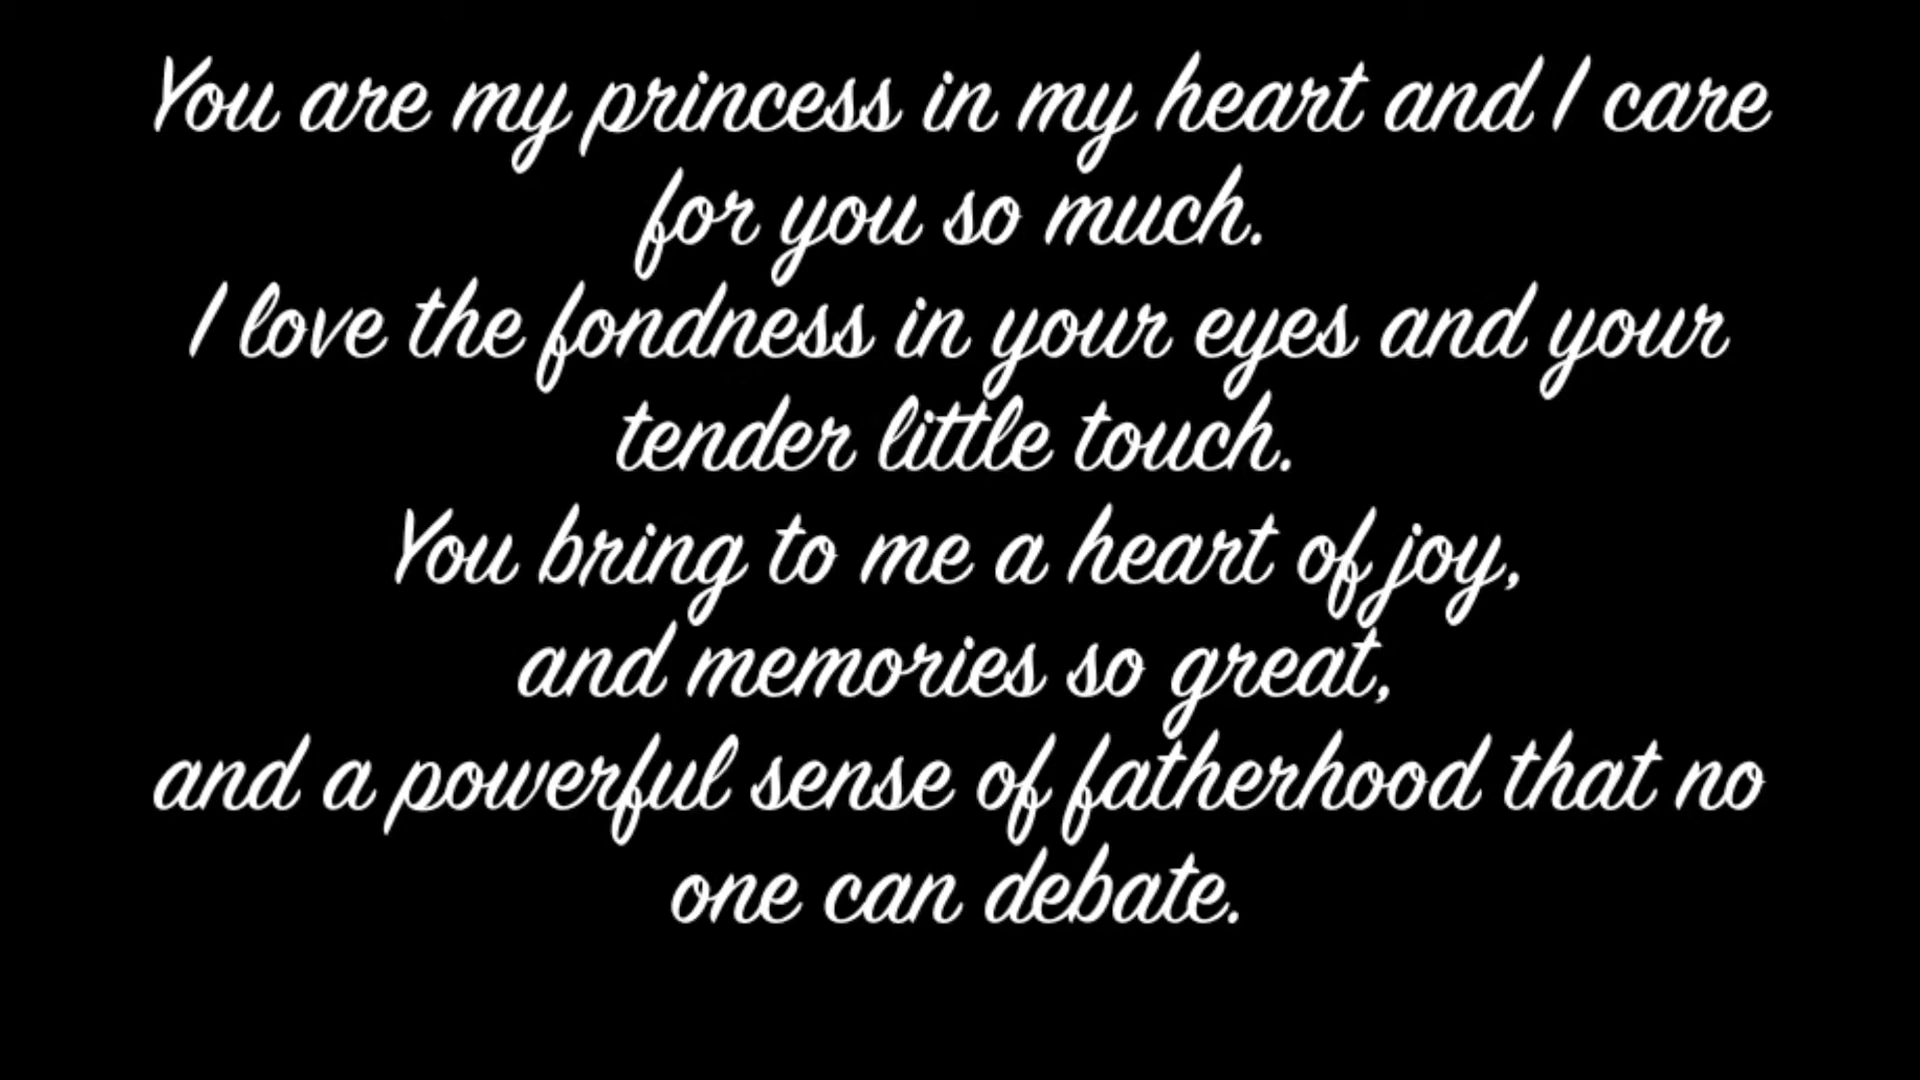 You are my princess in my heart and I care
for you so much.
I love the fondness in your eyes and your
tender little touch.
You bring to me a heart of joy,
and memories so great,
and a powerful sense of fatherhood that no
one can debate.